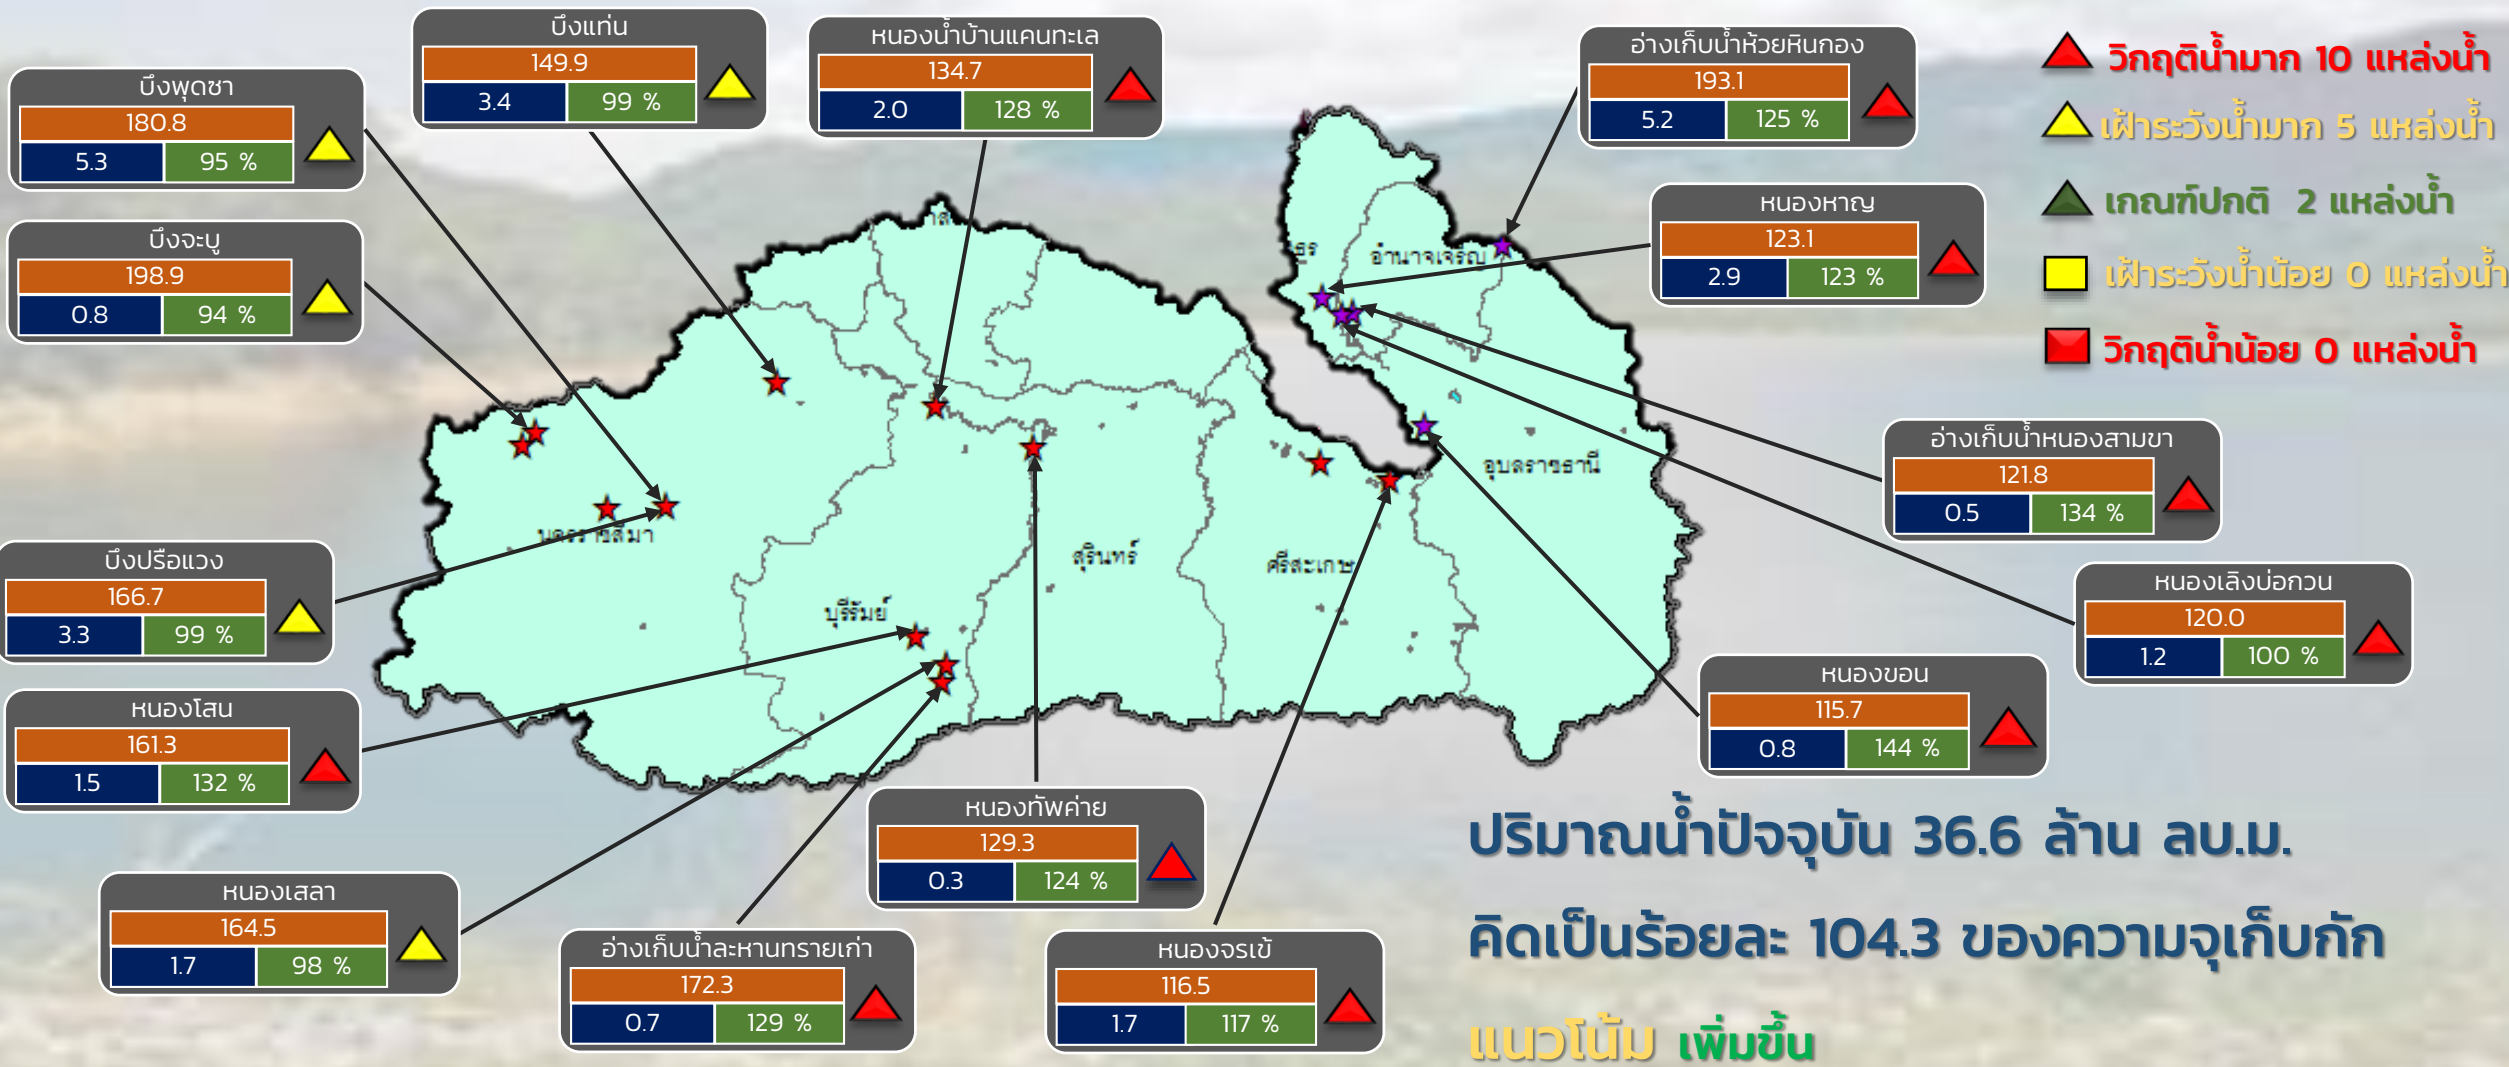 บึงแท่น
149.9
3.4 99 %
หนองน้ำบ้านแคนทะเล
134.7
2.0 128 %
อ่างเก็บน้ำห้วยหินกอง
193.1
5.2 125 %
วิกฤติน้ำมาก 10 แหล่งน้ำ
เฝ้าระวังน้ำมาก 5 แหล่งน้ำ
เกณฑ์ปกติ 2 แหล่งน้ำ
เฝ้าระวังน้ำน้อย 0 แหล่งน้ำ
วิกฤติน้ำน้อย 0 แหล่งน้ำ
บึงพุดซา
180.8
5.3 95 %
บึงจะบู
198.9
0.8 94 %
หนองหาญ
123.1
2.9 123 %
อำนาจเจริญ
อ่างเก็บน้ำหนองสามขา
121.8
0.5 134 %
อุบลราชธานี
นครราชสีมา
สุรินทร์
ศรีสะเกษ
บุรีรัมย์
บึงปรือแวง
166.7
3.3 99 %
หนองเลิงบ่อกวน
120.0
1.2 100 %
หนองโสน
161.3
1.5 132 %
หนองขอน
115.7
0.8 144 %
หนองทัพค่าย
129.3
0.3 124 %
หนองเสลา
164.5
1.7 98 %
อ่างเก็บน้ำละหานทรายเก่า
172.3
0.7 129 %
หนองจรเข้
116.5
1.7 117 %
ปริมาณน้ำปัจจุบัน 36.6 ล้าน ลบ.ม.
คิดเป็นร้อยละ 104.3 ของความจุเก็บกัก
แนวโน้ม เพิ่มขึ้น